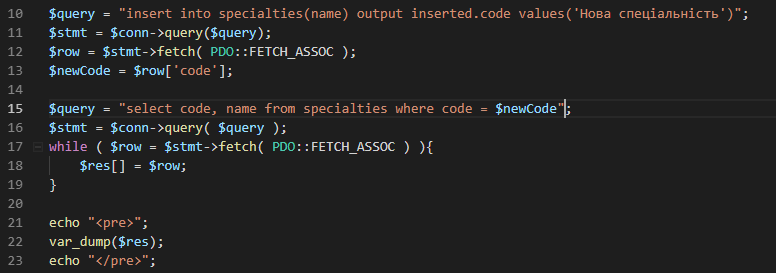 10 $query = "insert into specialties(name) output inserted.code values('Нова спеціальність')";
11 $stmt = $conn->query($query);
12 $row = $stmt->fetch( PDO::FETCH_ASSOC );
13 $newCode = $row['code'];
14
15 $query = "select code, name from specialties where code = $newCode";
16 $stmt = $conn->query( $query );
17 while ( $row = $stmt->fetch( PDO::FETCH_ASSOC ) ){
18     $res[] = $row;
19 }
20
21 echo "<pre>";
22 var_dump($res);
23 echo "</pre>";